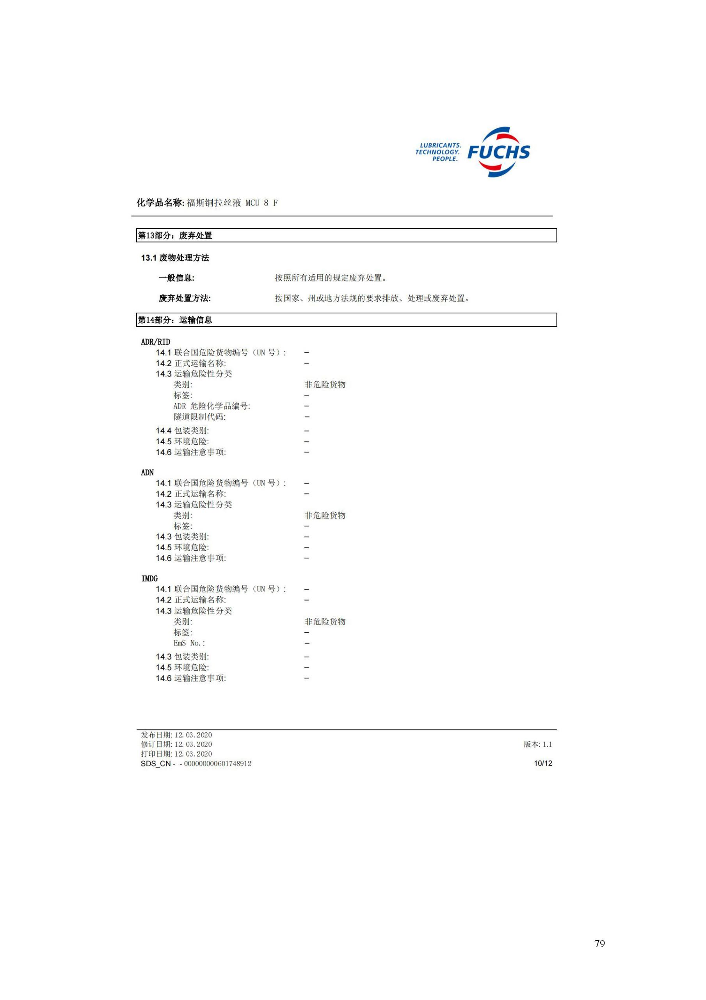 LUBRICANTS.
TECHNOLOGY.
PEOPLE.
FUCHS
化学品名称: 福斯铜拉丝液 MCU 8 F
第13部分：废弃处置
13.1 废物处理方法
一般信息: 按照所有适用的规定废弃处置。
废弃处置方法: 按国家、州或地方法规的要求排放、处理或废弃处置。
第14部分：运输信息
ADR/RID
14.1 联合国危险货物编号（UN 号）: –
14.2 正式运输名称: –
14.3 运输危险性分类
类别: 非危险货物
标签: –
ADR 危险化学品编号: –
隧道限制代码: –
14.4 包装类别: –
14.5 环境危险: –
14.6 运输注意事项: –
ADN
14.1 联合国危险货物编号（UN 号）: –
14.2 正式运输名称: –
14.3 运输危险性分类
类别: 非危险货物
标签: –
14.3 包装类别: –
14.5 环境危险: –
14.6 运输注意事项: –
IMDG
14.1 联合国危险货物编号（UN 号）: –
14.2 正式运输名称: –
14.3 运输危险性分类
类别: 非危险货物
标签: –
EmS No.: –
14.3 包装类别: –
14.5 环境危险: –
14.6 运输注意事项: –
发布日期: 12.03.2020
修订日期: 12.03.2020 版本: 1.1
打印日期: 12.03.2020
SDS_CN - - 000000000601748912 10/12
79